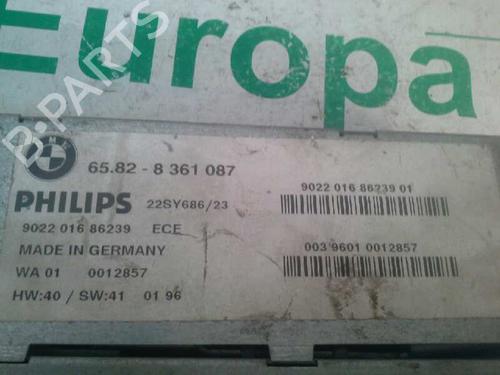 Europa
B-PARTS
BMW
65.82 - 8 361 087
PHILIPS 22SY686/23
9022 016 86239 ECE
MADE IN GERMANY
WA 01 0012857
HW:40 / SW:41 01 96
9022 016 86239 01
003 9601 0012857